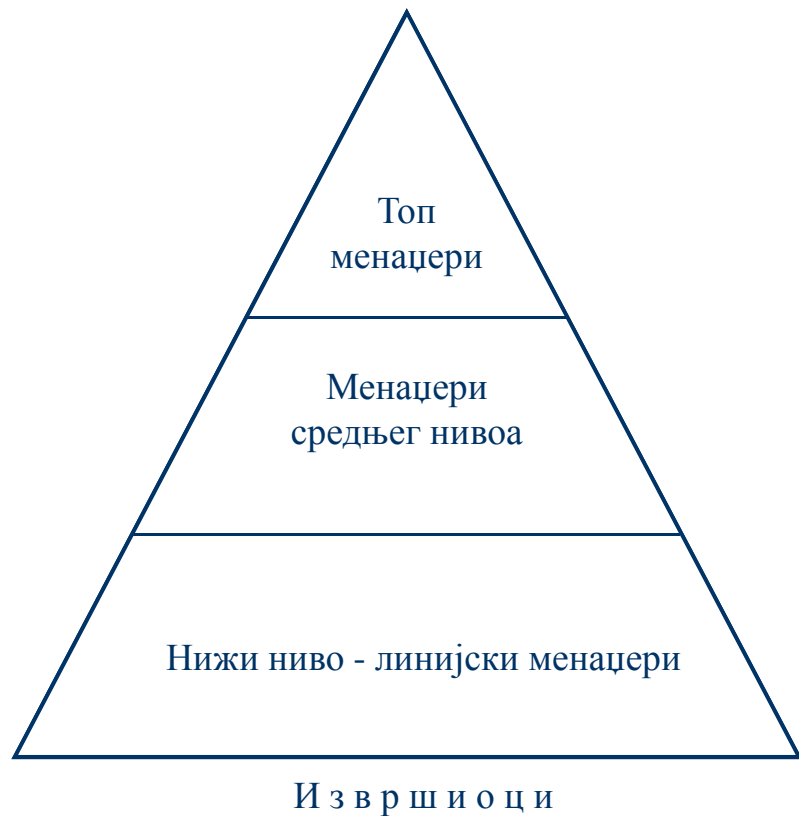 Топ
менаџери
Менаџери
средњег нивоа
Нижи ниво - линијски менаџери
И з в р ш и о ц и